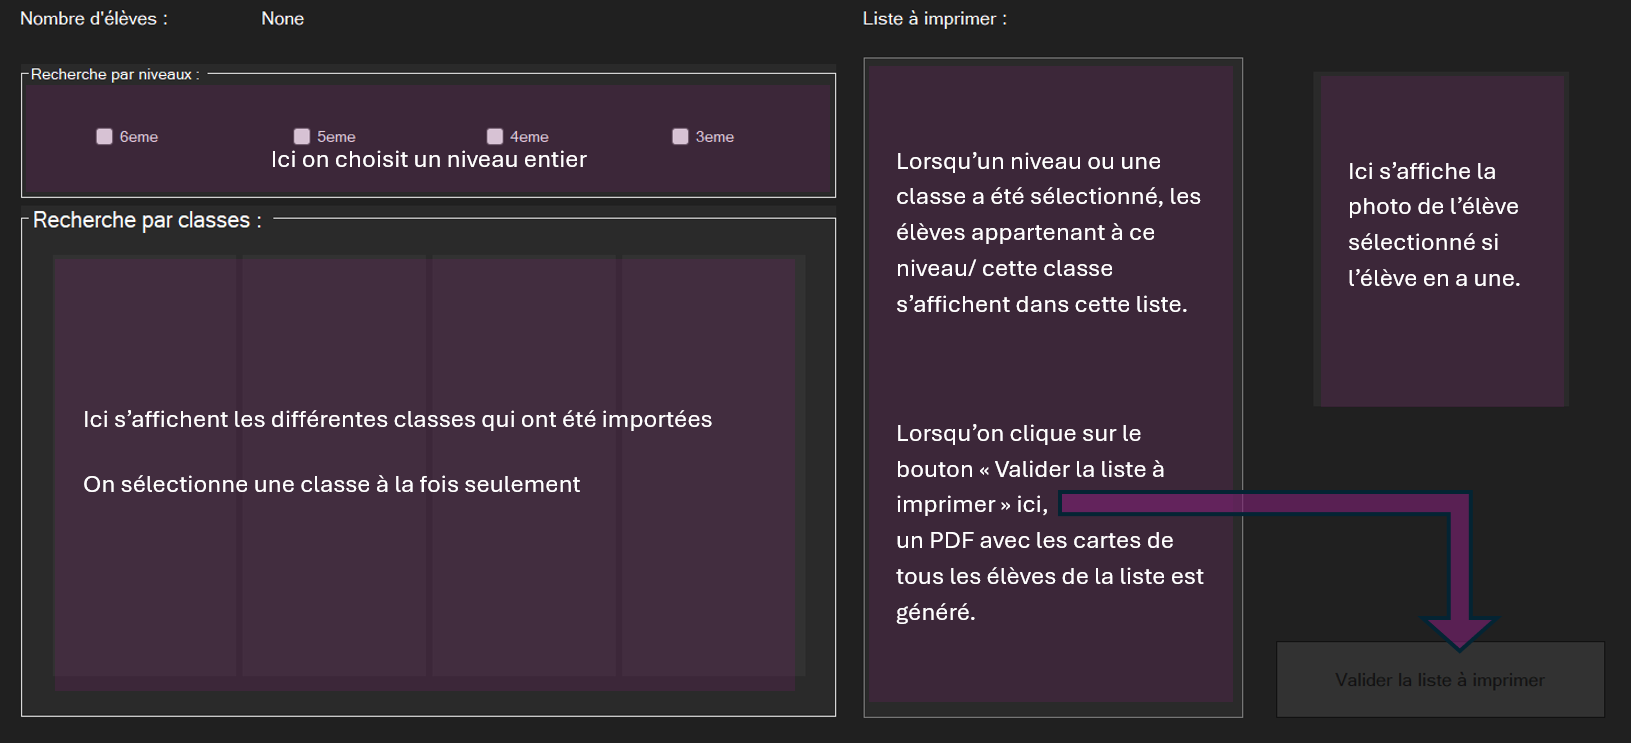 Nombre d'élèves :
None
Liste à imprimer :
Recherche par niveaux :
6eme
5eme
4eme
3eme
Ici on choisit un niveau entier
Recherche par classes :
Ici s’affichent les différentes classes qui ont été importées
On sélectionne une classe à la fois seulement
Lorsqu’un niveau ou une
classe a été sélectionné, les
élèves appartenant à ce
niveau/ cette classe
s’affichent dans cette liste.
Lorsqu’on clique sur le
bouton « Valider la liste à
imprimer » ici,
un PDF avec les cartes de
tous les élèves de la liste est
généré.
Ici s’affiche la
photo de l’élève
sélectionné si
l’élève en a une.
Valider la liste à imprimer